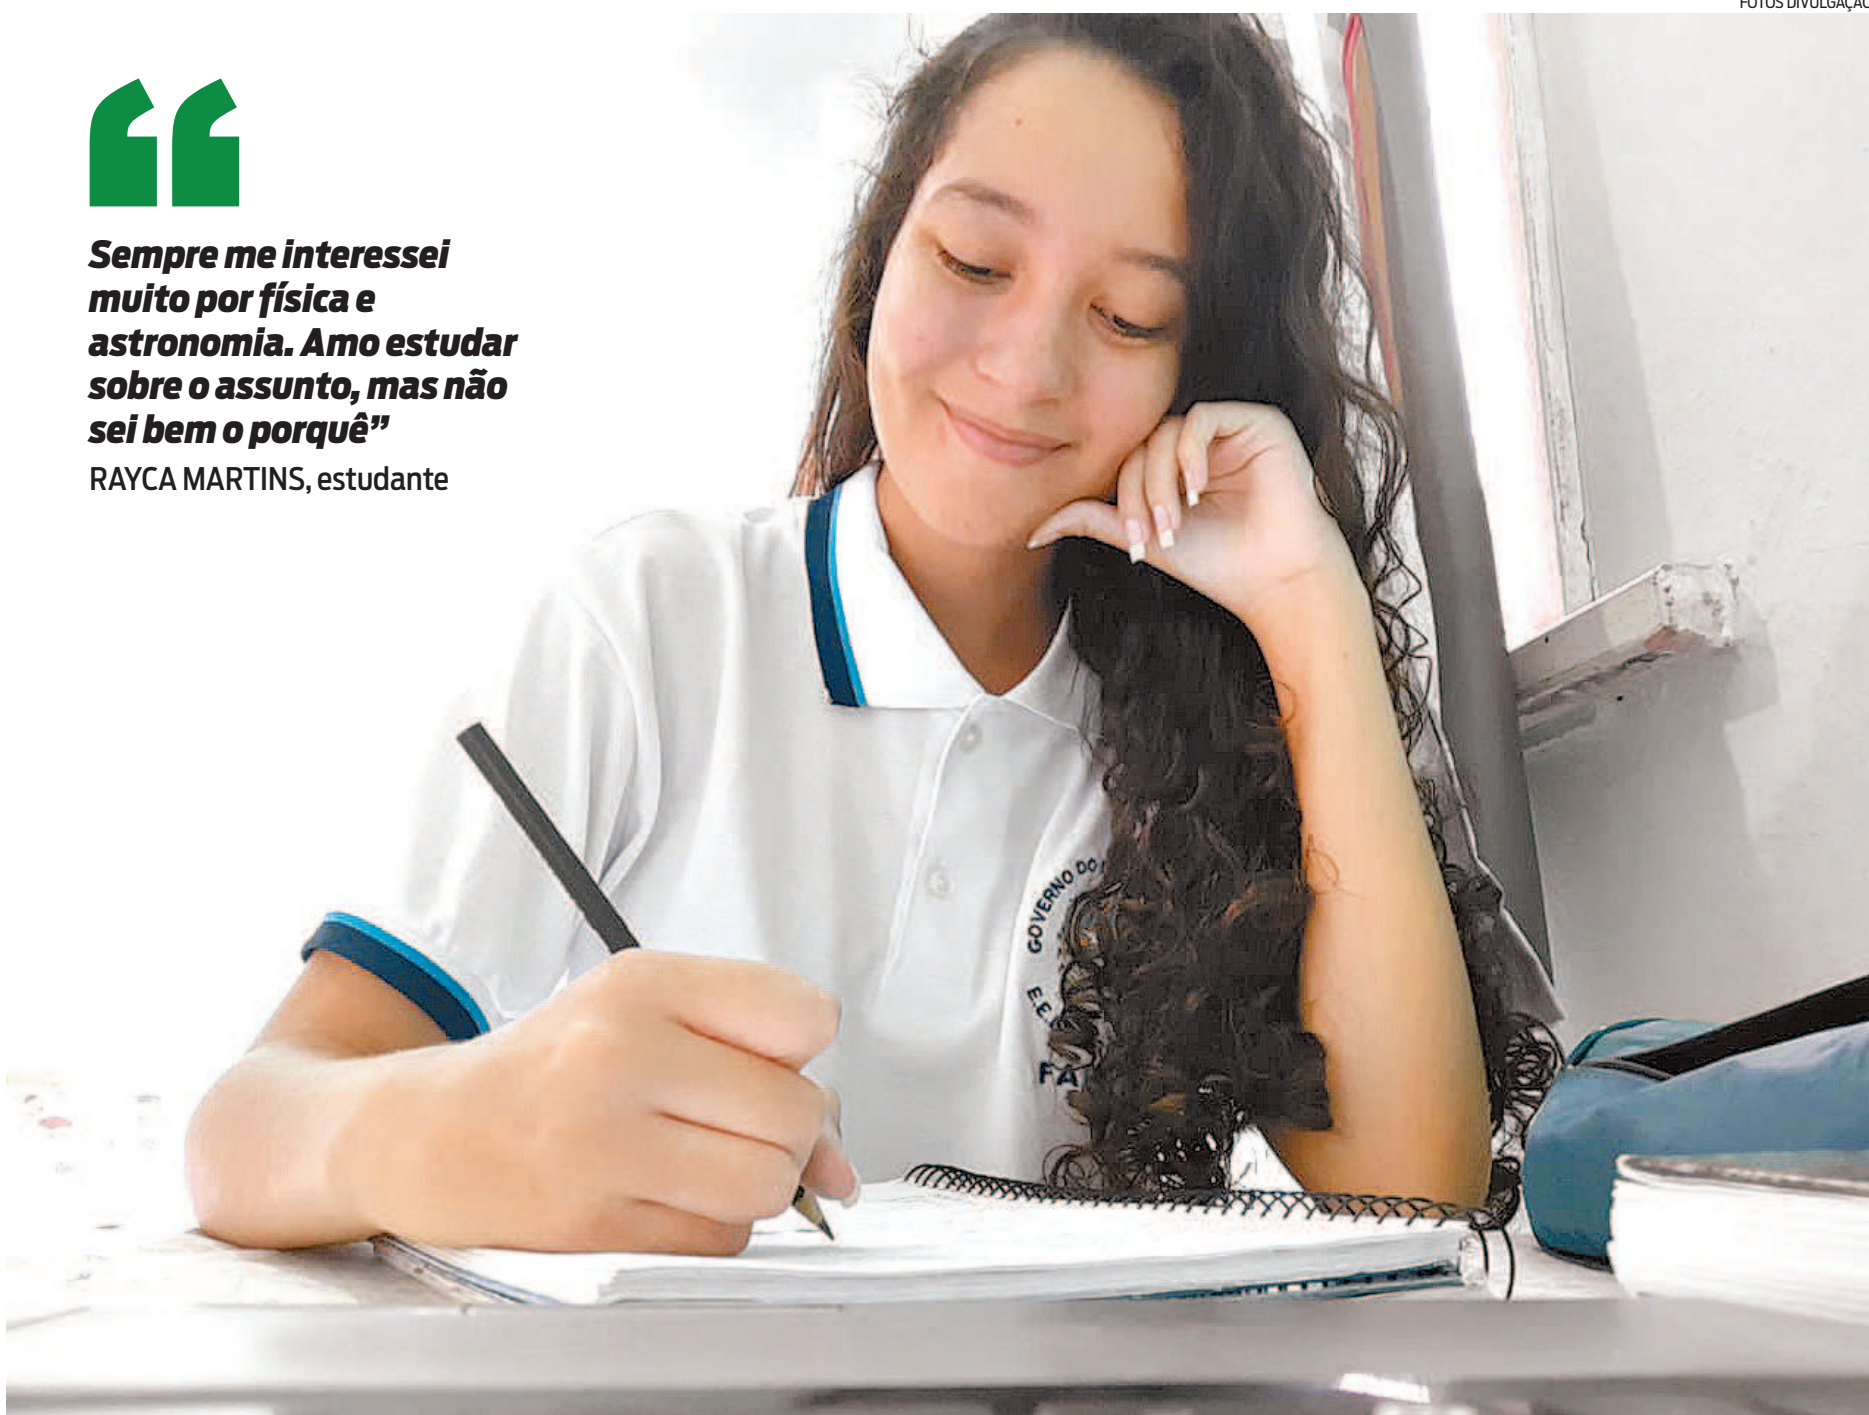 FOTOS DIVULGAÇÃO
Sempre me interessei
muito por física e
astronomia. Amo estudar
sobre o assunto, mas não
sei bem o porquê”
RAYCA MARTINS, estudante
GOVERNO DO
E.E.